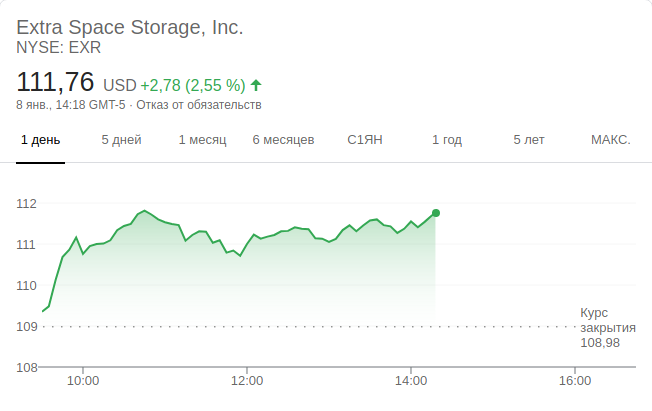 Extra Space Storage, Inc.
NYSE: EXR
111,76 USD +2,78 (2,55 %)
8 янв., 14:18 GMT-5 · Отказ от обязательств
1 день 5 дней 1 месяц 6 месяцев С1ЯН 1 год 5 лет МАКС.
112
111
110
109
108
Курс
закрытия
108,98
10:00 12:00 14:00 16:00